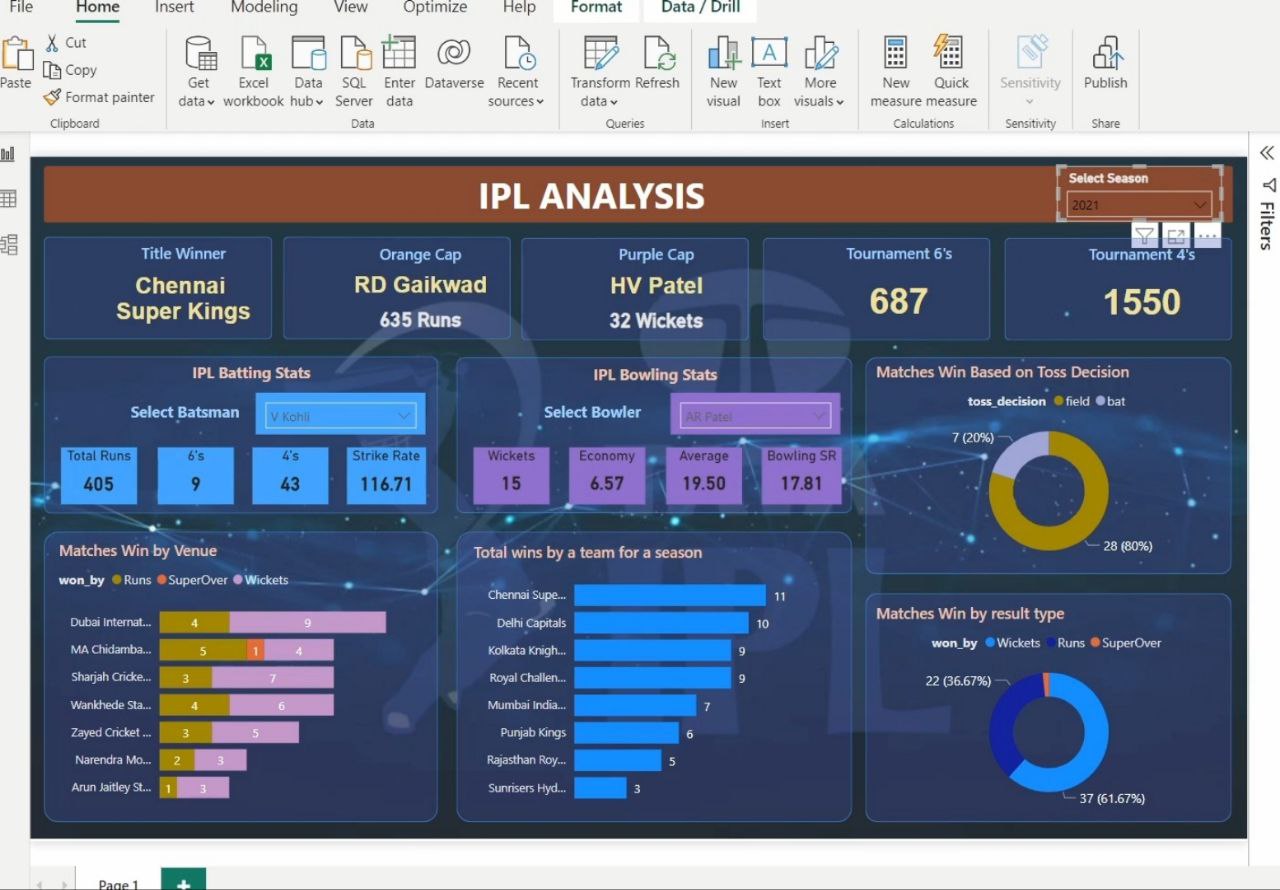 File Home Insert Modeling View Optimize Help Format Data / Drill
Paste
Cut
Copy
Format painter
Clipboard
Get data
Excel workbook
Data hub
SQL Server
Enter data
Dataverse
Recent sources
Data
Transform data
Refresh
Queries
New visual
Text box
More visuals
Insert
New measure
Quick measure
Calculations
Sensitivity
Sensitivity
Publish
Share
Filters
IPL ANALYSIS
Select Season
2021
Title Winner
Chennai
Super Kings
Orange Cap
RD Gaikwad
635 Runs
Purple Cap
HV Patel
32 Wickets
Tournament 6's
687
Tournament 4's
1550
IPL Batting Stats
Select Batsman V Kohli
Total Runs 6's 4's Strike Rate
405 9 43 116.71
IPL Bowling Stats
Select Bowler AR Patel
Wickets Economy Average Bowling SR
15 6.57 19.50 17.81
Matches Win Based on Toss Decision
toss_decision field bat
7 (20%)
28 (80%)
Matches Win by Venue
won_by Runs SuperOver Wickets
Dubai Internat... 4 9
MA Chidamba... 5 1 4
Sharjah Cricke... 3 7
Wankhede Sta... 4 6
Zayed Cricket ... 3 5
Narendra Mo... 2 3
Arun Jaitley St... 1 3
Total wins by a team for a season
Chennai Supe... 11
Delhi Capitals 10
Kolkata Knigh... 9
Royal Challen... 9
Mumbai India... 7
Punjab Kings 6
Rajasthan Roy... 5
Sunrisers Hyd... 3
Matches Win by result type
won_by Wickets Runs SuperOver
22 (36.67%)
37 (61.67%)
IPL
Page 1